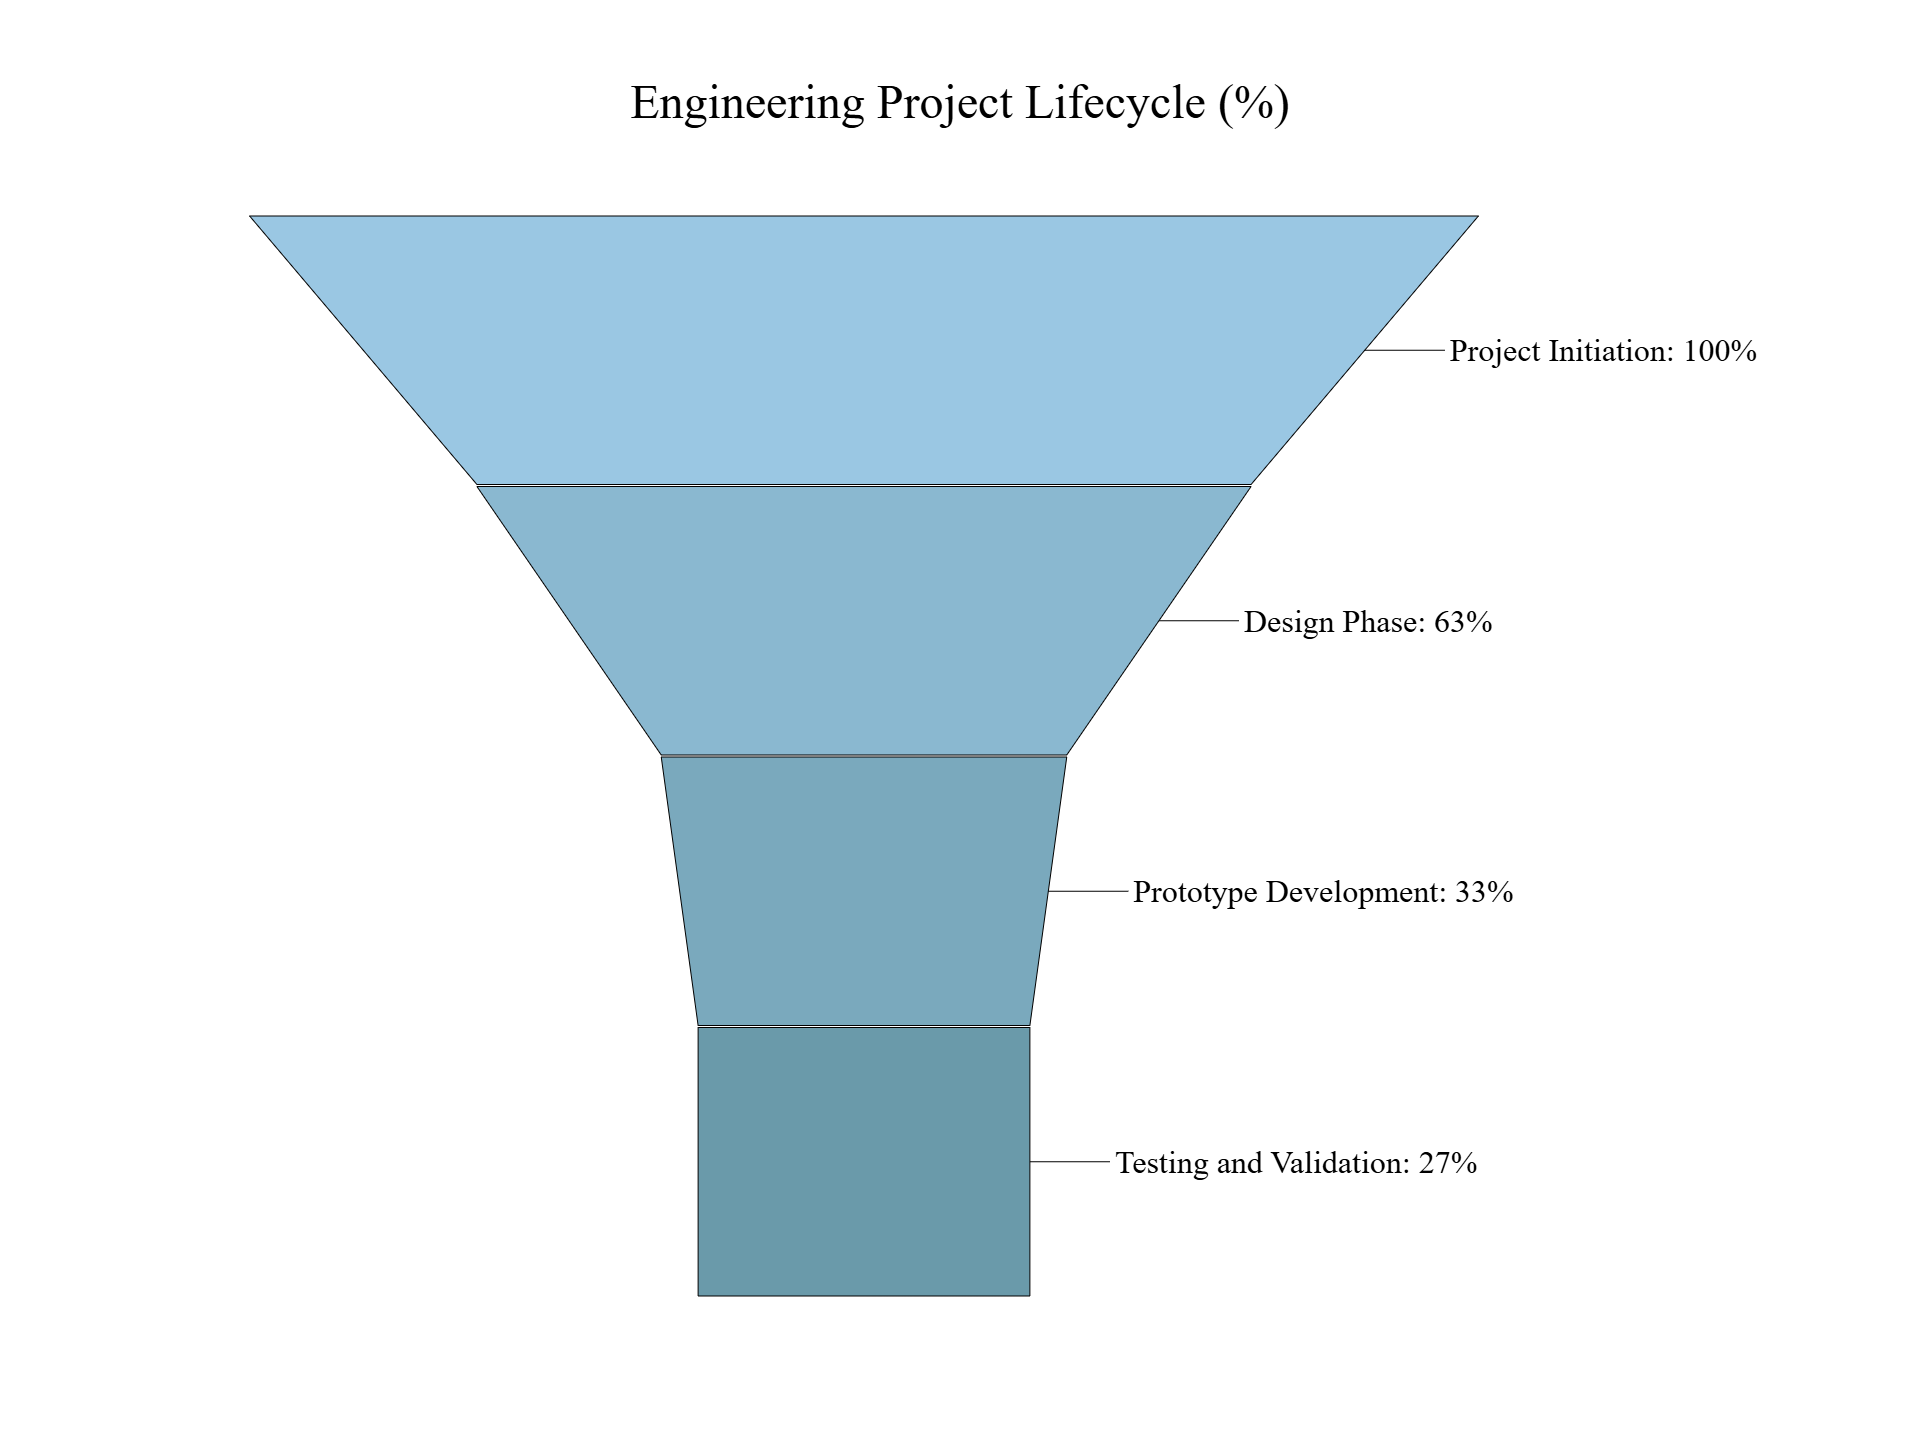 Engineering Project Lifecycle (%)
Project Initiation: 100%
Design Phase: 63%
Prototype Development: 33%
Testing and Validation: 27%